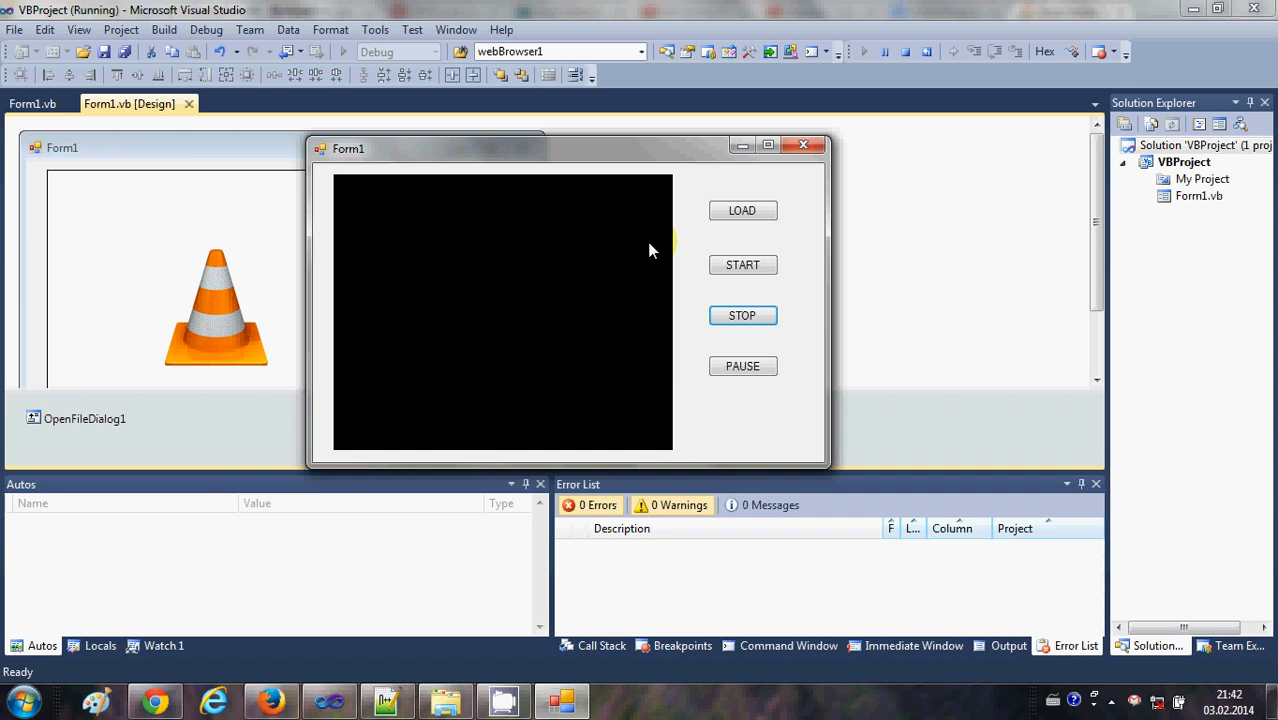 VBProject (Running) - Microsoft Visual Studio
File Edit View Project Build Debug Team Data Format Tools Test Window Help
Debug webBrowser1 Hex
Form1.vb Form1.vb [Design]
Solution Explorer
Form1
Form1
Solution 'VBProject' (1 proj
VBProject
My Project
Form1.vb
LOAD
START
STOP
PAUSE
OpenFileDialog1
Autos
Name Value Type
Error List
0 Errors 0 Warnings 0 Messages
Description F L... Column Project
Autos Locals Watch 1
Call Stack Breakpoints Command Window Immediate Window Output Error List
Solution... Team Ex...
Ready
21:42
03.02.2014